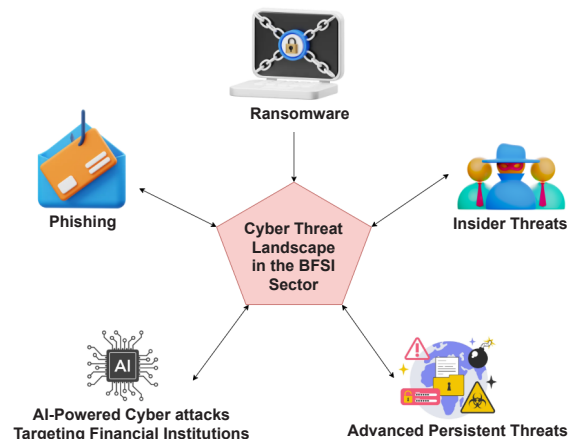 Ransomware
Phishing
Insider Threats
Cyber Threat
Landscape
in the BFSI
Sector
AI
AI-Powered Cyber attacks
Targeting Financial Institutions
Advanced Persistent Threats